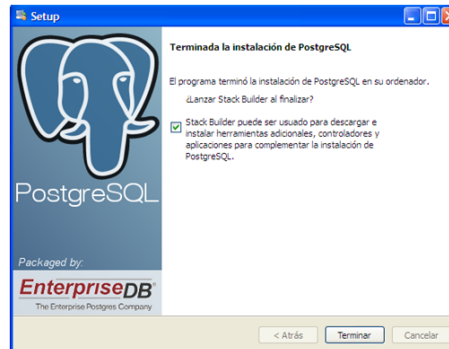 Setup
Terminada la instalación de PostgreSQL
El programa terminó la instalación de PostgreSQL en su ordenador.
¿Lanzar Stack Builder al finalizar?
Stack Builder puede ser usado para descargar e
instalar herramientas adicionales, controladores y
aplicaciones para complementar la instalación de
PostgreSQL.
PostgreSQL
Packaged by:
EnterpriseDB
The Enterprise Postgres Company
< Atrás
Terminar
Cancelar